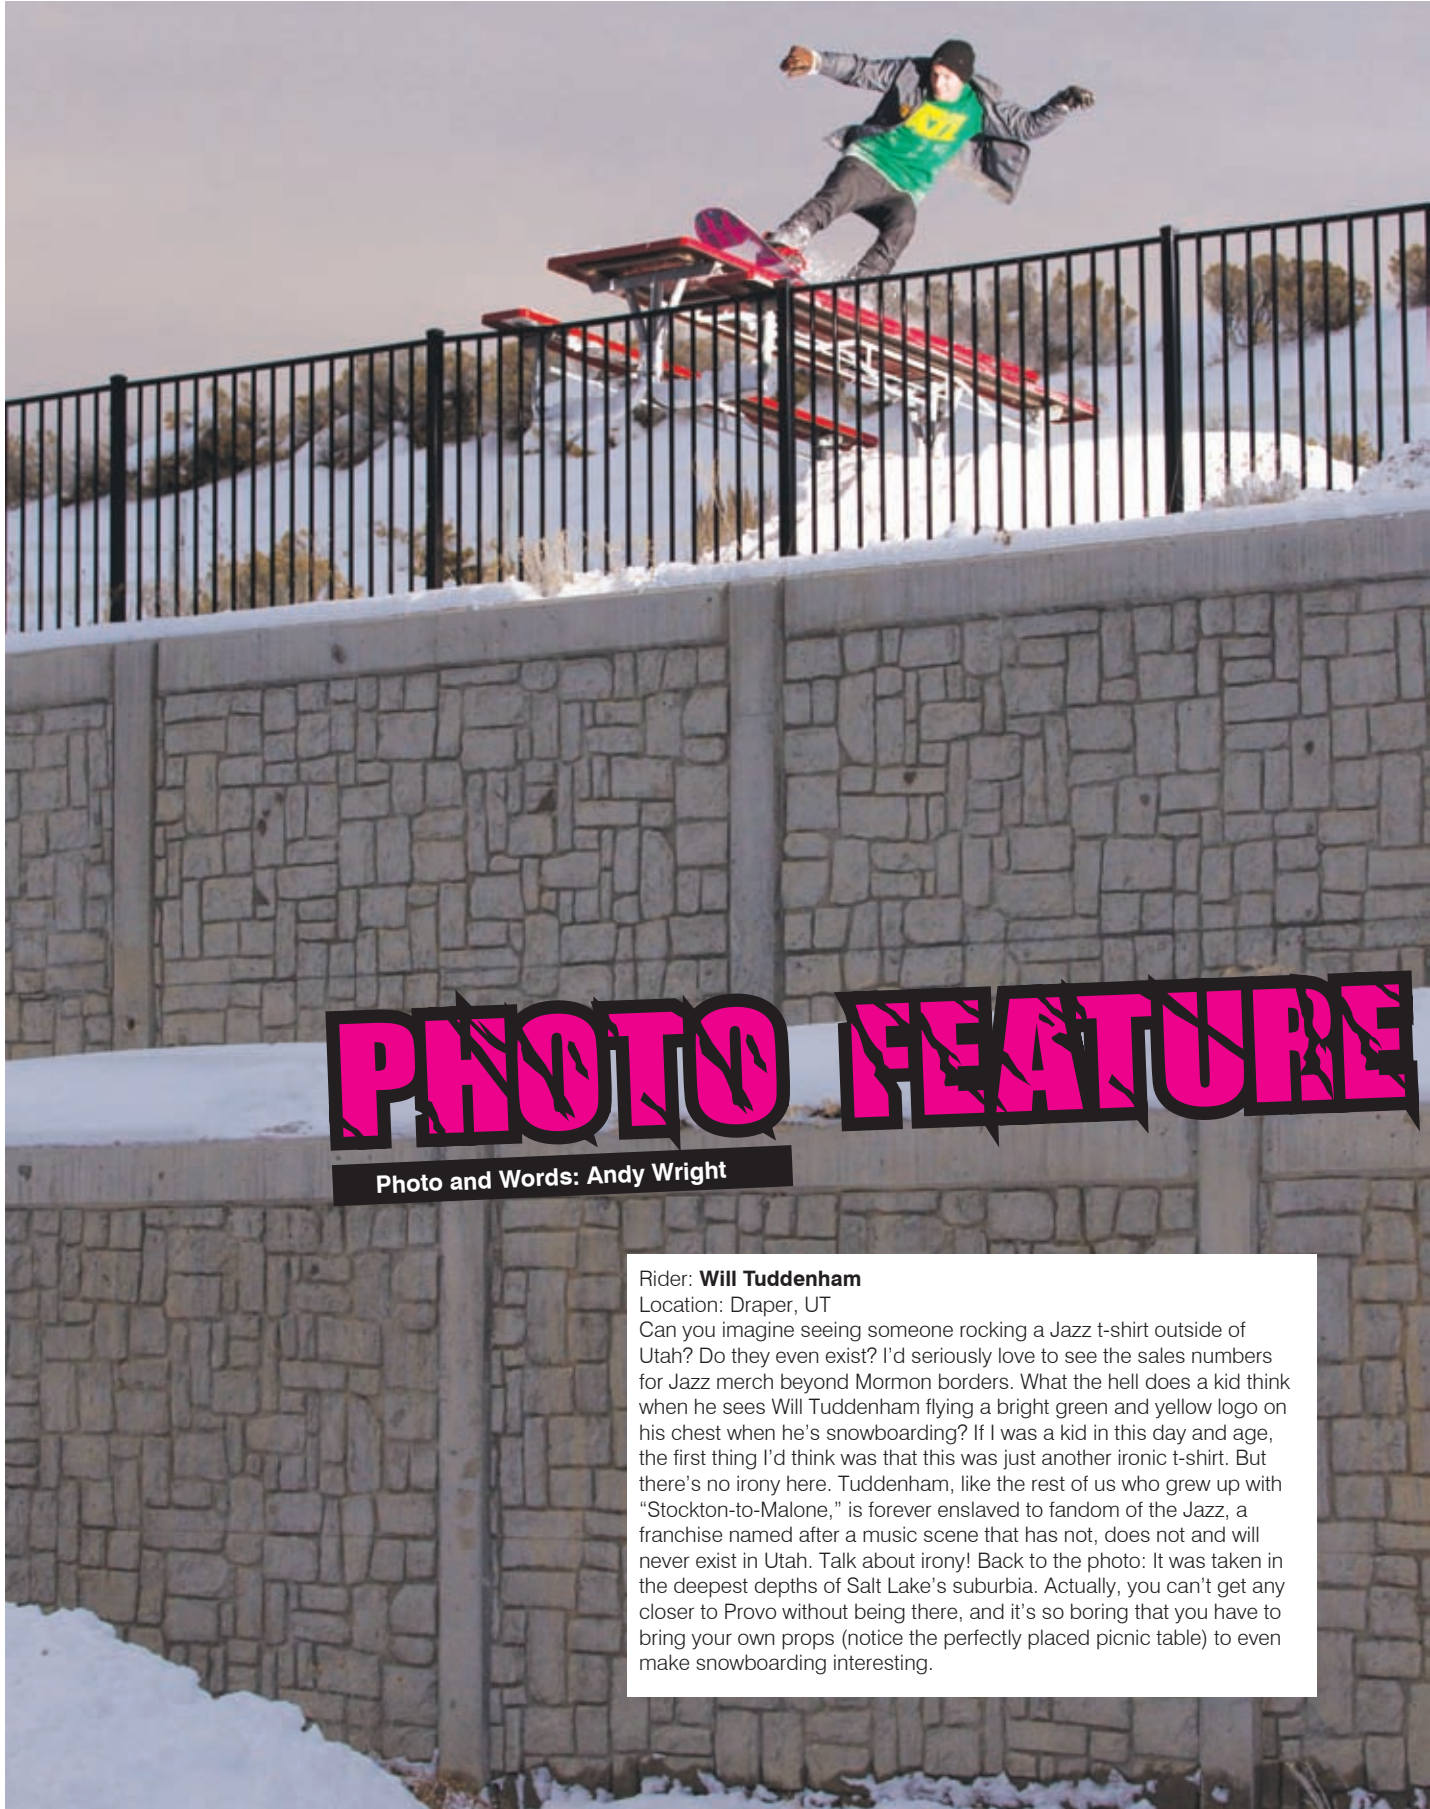 PHOTO FEATURE
Photo and Words: Andy Wright
Rider: Will Tuddenham
Location: Draper, UT
Can you imagine seeing someone rocking a Jazz t-shirt outside of
Utah? Do they even exist? I’d seriously love to see the sales numbers
for Jazz merch beyond Mormon borders. What the hell does a kid think
when he sees Will Tuddenham flying a bright green and yellow logo on
his chest when he’s snowboarding? If I was a kid in this day and age,
the first thing I’d think was that this was just another ironic t-shirt. But
there’s no irony here. Tuddenham, like the rest of us who grew up with
“Stockton-to-Malone,” is forever enslaved to fandom of the Jazz, a
franchise named after a music scene that has not, does not and will
never exist in Utah. Talk about irony! Back to the photo: It was taken in
the deepest depths of Salt Lake’s suburbia. Actually, you can’t get any
closer to Provo without being there, and it’s so boring that you have to
bring your own props (notice the perfectly placed picnic table) to even
make snowboarding interesting.